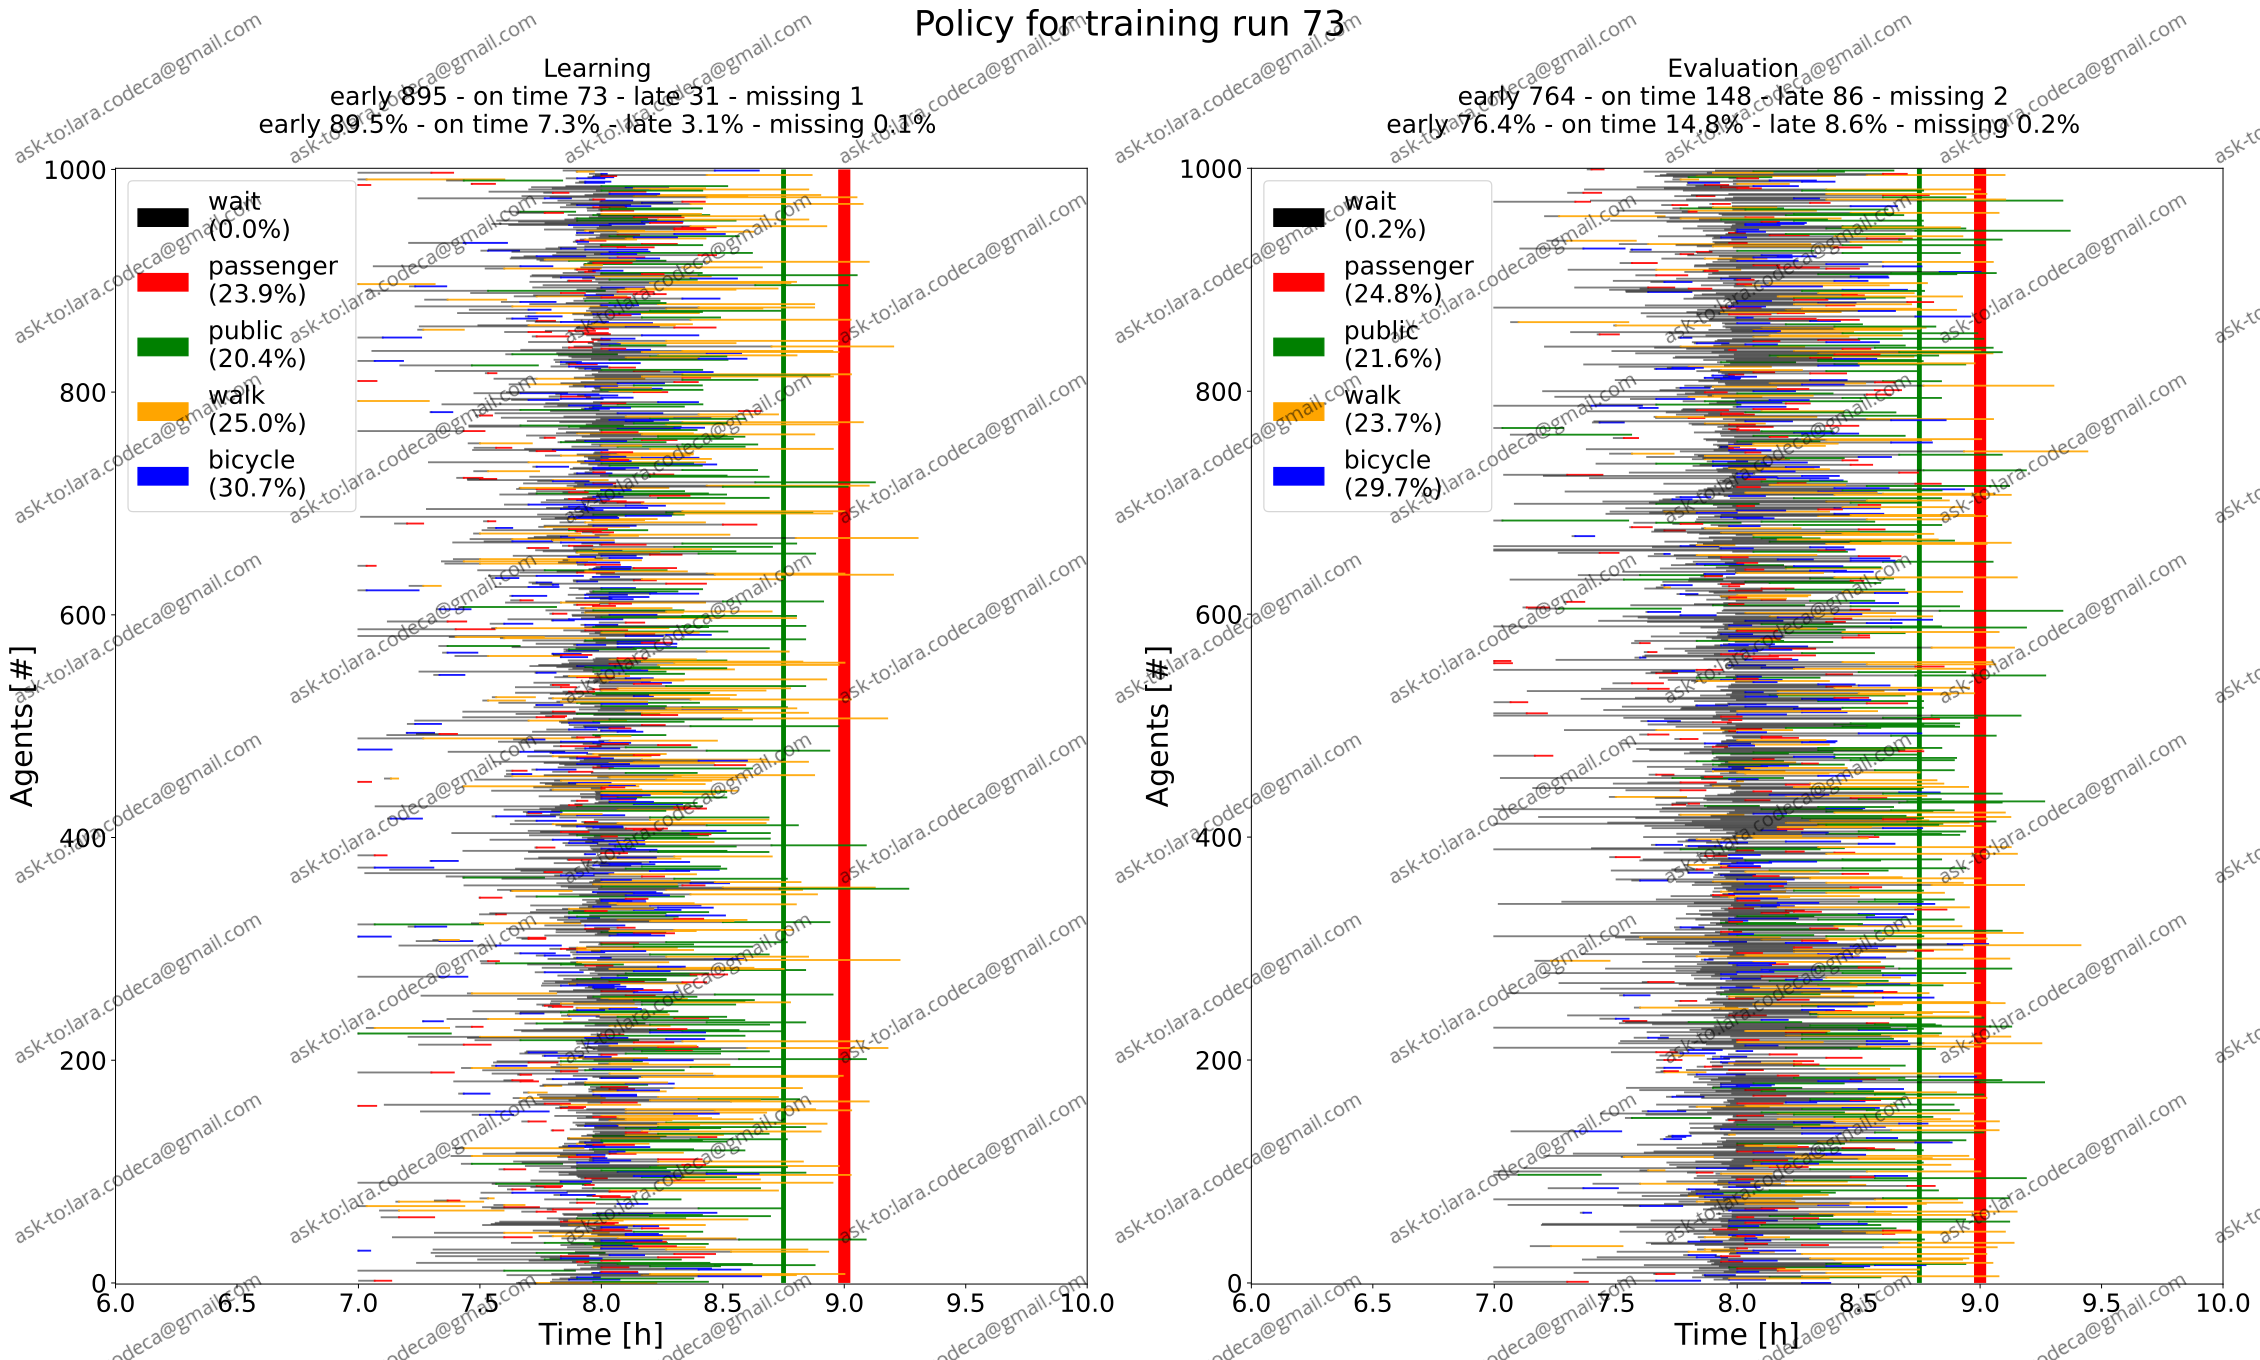 Policy for training run 73
Learning
early 895 - on time 73 - late 31 - missing 1
early 89.5% - on time 7.3% - late 3.1% - missing 0.1%
1000
800
600
400
200
0
Agents [#]
wait
(0.0%)
passenger
(23.9%)
public
(20.4%)
walk
(25.0%)
bicycle
(30.7%)
6.0 6.5 7.0 7.5 8.0 8.5 9.0 9.5 10.0
Time [h]
Evaluation
early 764 - on time 148 - late 86 - missing 2
early 76.4% - on time 14.8% - late 8.6% - missing 0.2%
1000
800
600
400
200
0
Agents [#]
wait
(0.2%)
passenger
(24.8%)
public
(21.6%)
walk
(23.7%)
bicycle
(29.7%)
6.0 6.5 7.0 7.5 8.0 8.5 9.0 9.5 10.0
Time [h]
ask-to:lara.codeca@gmail.com